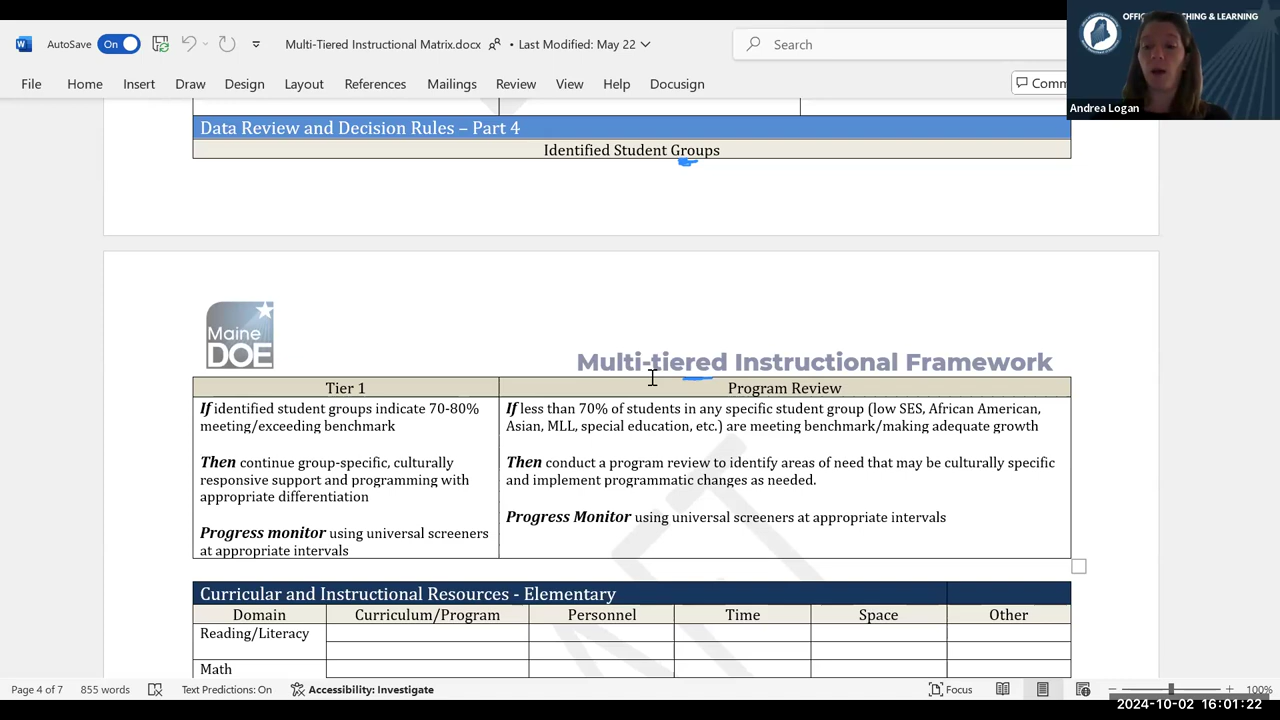 AutoSave On Multi-Tiered Instructional Matrix.docx • Last Modified: May 22 Search
File Home Insert Draw Design Layout References Mailings Review View Help Docusign Comm
OFFIC CHING & LEARNING
Andrea Logan
Data Review and Decision Rules – Part 4
Identified Student Groups
Maine
DOE
Multi-tiered Instructional Framework
Tier 1
If identified student groups indicate 70-80%
meeting/exceeding benchmark
Then continue group-specific, culturally
responsive support and programming with
appropriate differentiation
Progress monitor using universal screeners
at appropriate intervals
Program Review
If less than 70% of students in any specific student group (low SES, African American,
Asian, MLL, special education, etc.) are meeting benchmark/making adequate growth
Then conduct a program review to identify areas of need that may be culturally specific
and implement programmatic changes as needed.
Progress Monitor using universal screeners at appropriate intervals
Curricular and Instructional Resources - Elementary
Domain Curriculum/Program Personnel Time Space Other
Reading/Literacy
Math
Page 4 of 7 855 words Text Predictions: On Accessibility: Investigate Focus 100%
2024-10-02 16:01:22